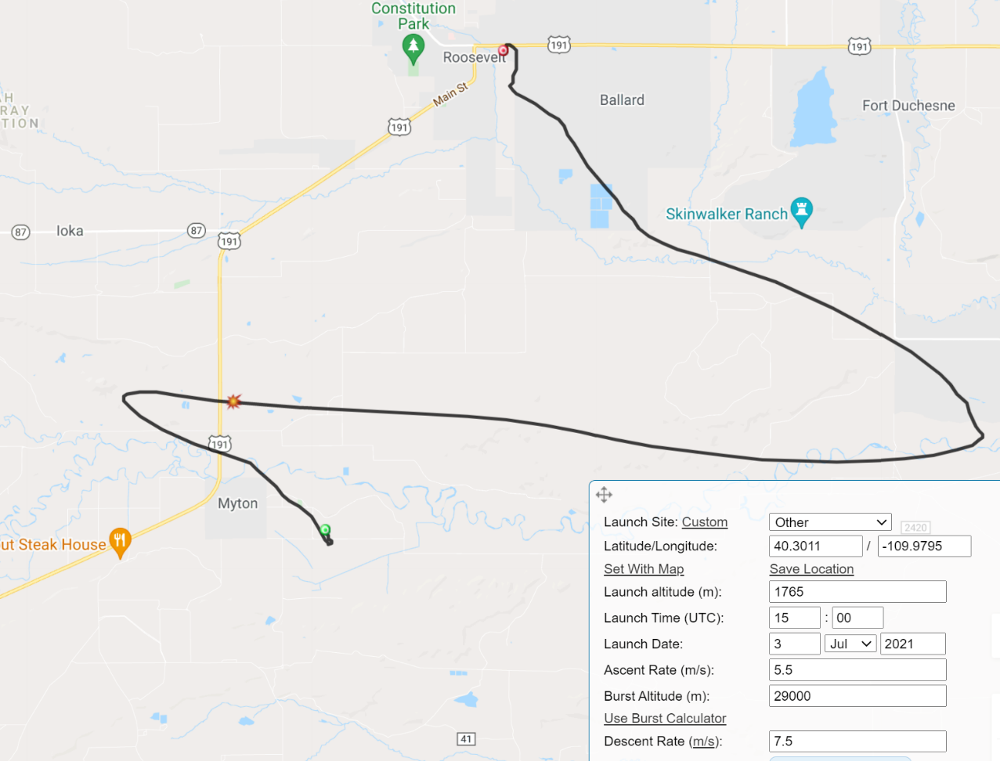 Constitution
Park
191
191
Roosevelt
Main St
Ballard
Fort Duchesne
H
RAY
TION
191
Skinwalker Ranch
87
Ioka
87
191
191
Myton
ut Steak House
41
Launch Site: Custom Other 2420
Latitude/Longitude: 40.3011 / -109.9795
Set With Map Save Location
Launch altitude (m): 1765
Launch Time (UTC): 15 : 00
Launch Date: 3 Jul 2021
Ascent Rate (m/s): 5.5
Burst Altitude (m): 29000
Use Burst Calculator
Descent Rate (m/s): 7.5